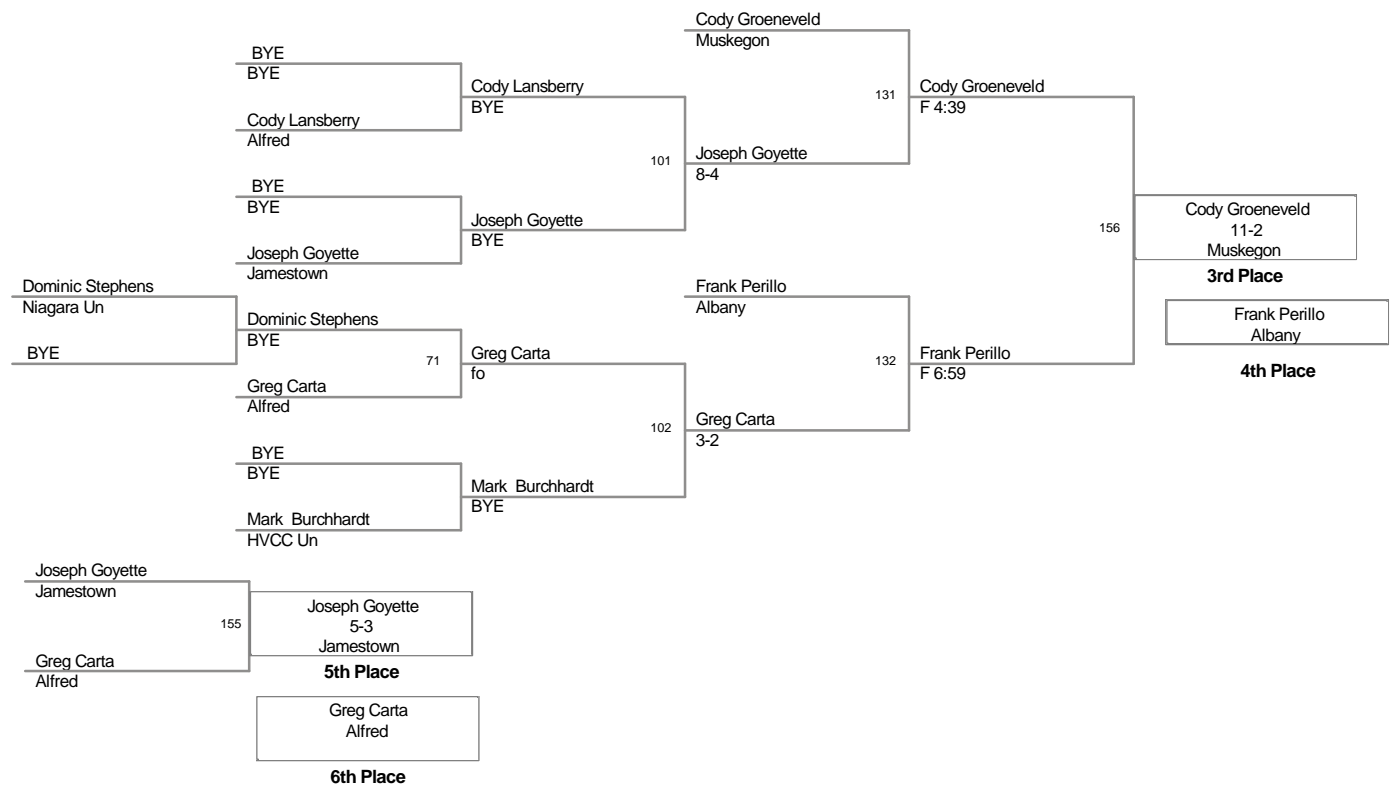 Cody Groeneveld
Muskegon
BYE
BYE
Cody Lansberry
BYE
131
Cody Groeneveld
F 4:39
Cody Lansberry
Alfred
101
Joseph Goyette
8-4
BYE
BYE
Joseph Goyette
BYE
Cody Groeneveld
11-2
Muskegon
156
Joseph Goyette
Jamestown
3rd Place
Dominic Stephens
Niagara Un
Frank Perillo
Albany
Frank Perillo
Albany
Dominic Stephens
BYE
BYE
71
Greg Carta
fo
132
Frank Perillo
F 6:59
4th Place
Greg Carta
Alfred
102
Greg Carta
3-2
BYE
BYE
Mark Burchhardt
BYE
Mark Burchhardt
HVCC Un
Joseph Goyette
Jamestown
155
Joseph Goyette
5-3
Jamestown
Greg Carta
Alfred
5th Place
Greg Carta
Alfred
6th Place